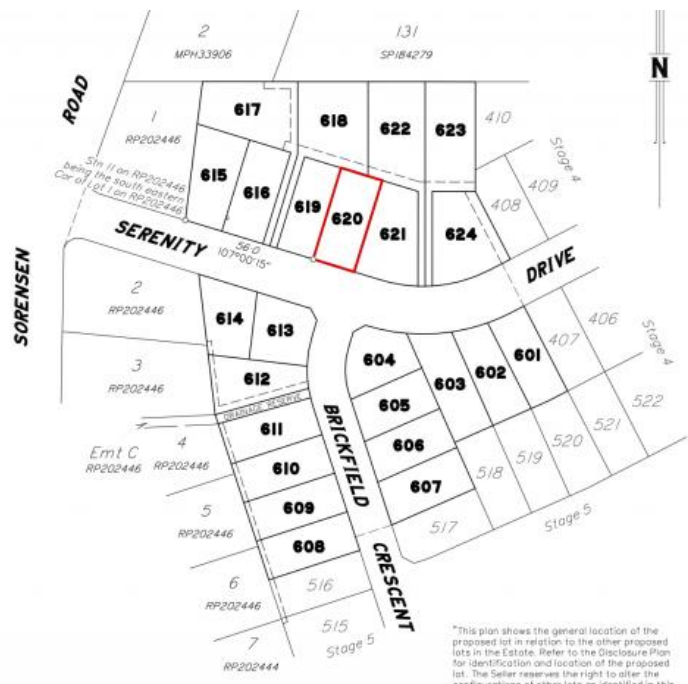 2
MPH33906
131
SP184279
N
ROAD
617
618
622
623
410
1
RP202446
Stage 4
615
616
409
Stn 11 on RP202446
being the south eastern
Cor of Lot 1 on RP202446
619
620
621
408
624
SERENITY
56·0
107°00'15"
DRIVE
SORENSEN
2
RP202446
614
613
406
407
Stage 4
604
601
602
603
3
RP202446
612
605
522
521
520
519
518
DRAINAGE RESERVE
BRICKFIELD
611
606
Emt C
RP202446
4
RP202446
610
607
5
RP202446
609
517
Stage 5
608
CRESCENT
6
RP202446
516
515
Stage 5
7
RP202444
"This plan shows the general location of the
proposed lot in relation to the other proposed
lots in the Estate. Refer to the Disclosure Plan
for identification and location of the proposed
lot. The Seller reserves the right to alter the